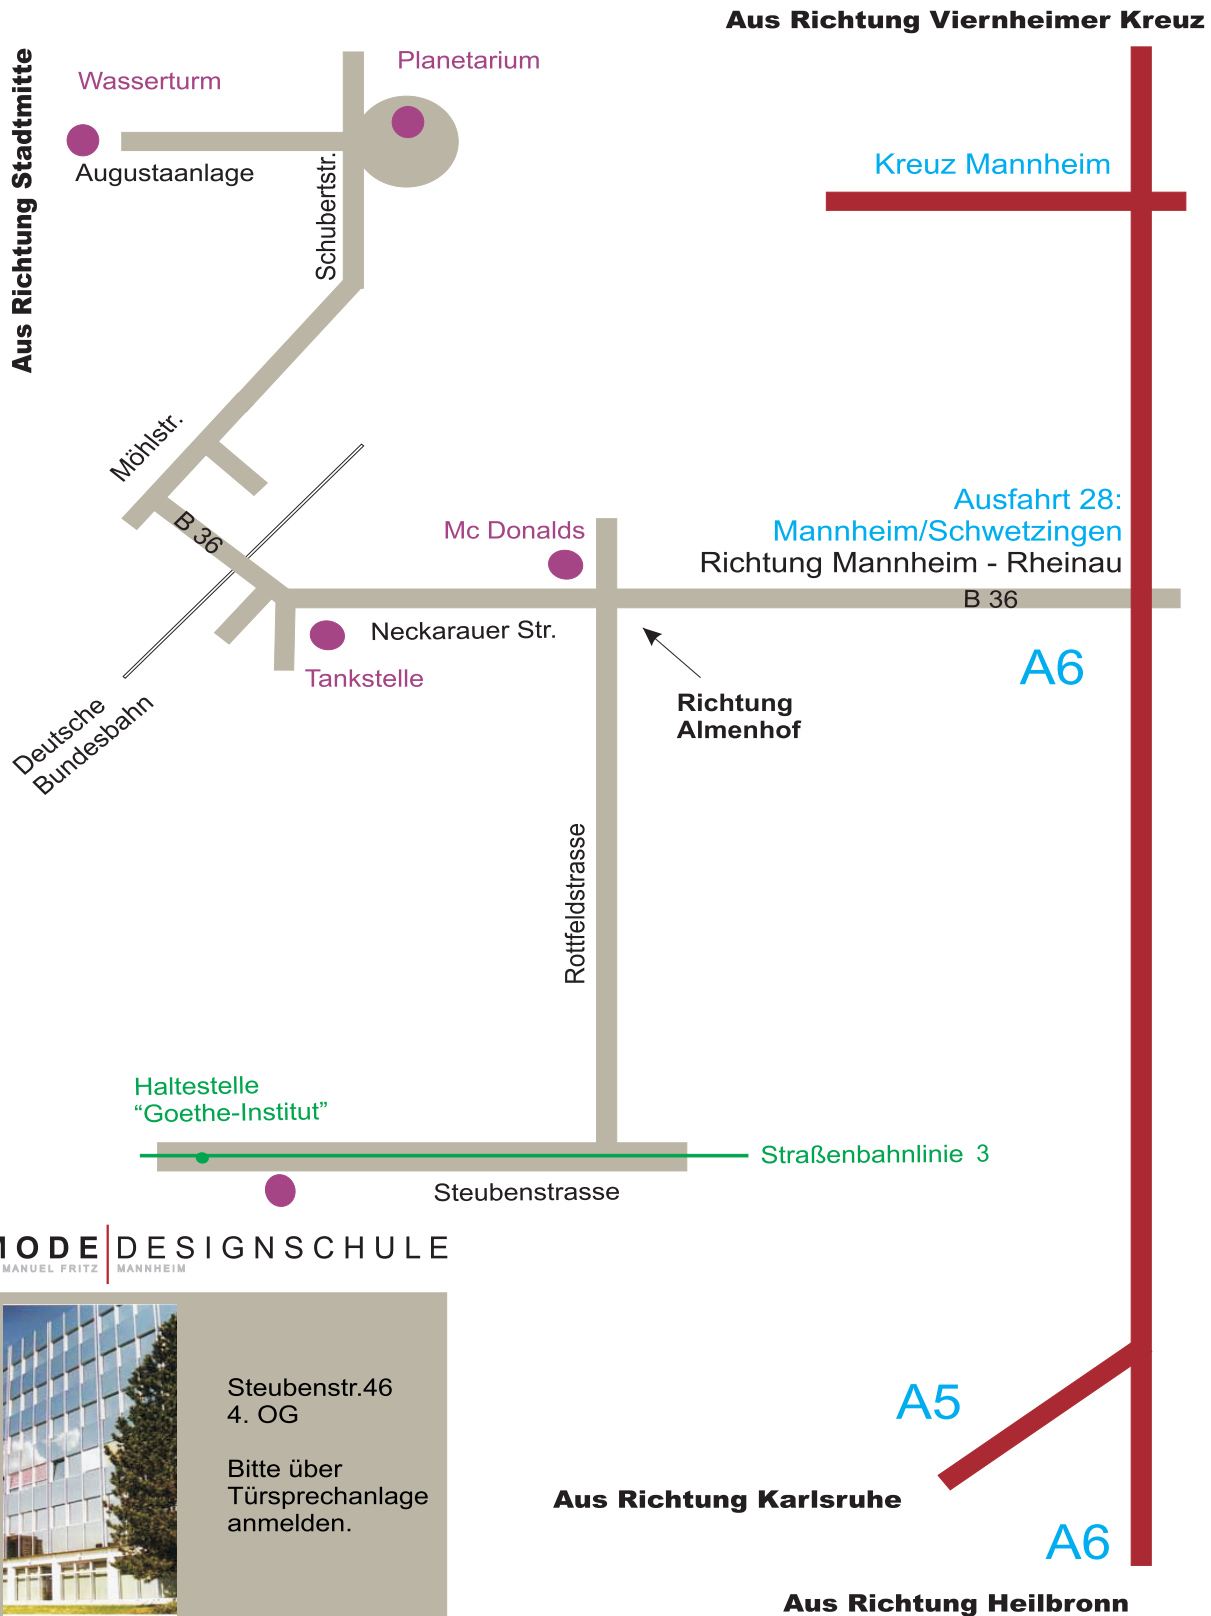 Aus Richtung Viernheimer Kreuz
Aus Richtung Stadtmitte
Planetarium
Wasserturm
Augustaanlage
Schubertstr.
Kreuz Mannheim
Möhlstr.
B 36
Deutsche
Bundesbahn
Mc Donalds
Ausfahrt 28:
Mannheim/Schwetzingen
Richtung Mannheim - Rheinau
B 36
Neckarauer Str.
Tankstelle
A6
Richtung
Almenhof
Rottfeldstrasse
Haltestelle
“Goethe-Institut”
Straßenbahnlinie 3
Steubenstrasse
MODE DESIGNSCHULE
MANUEL FRITZ MANNHEIM
Steubenstr.46
4. OG
Bitte über
Türsprechanlage
anmelden.
A5
Aus Richtung Karlsruhe
A6
Aus Richtung Heilbronn